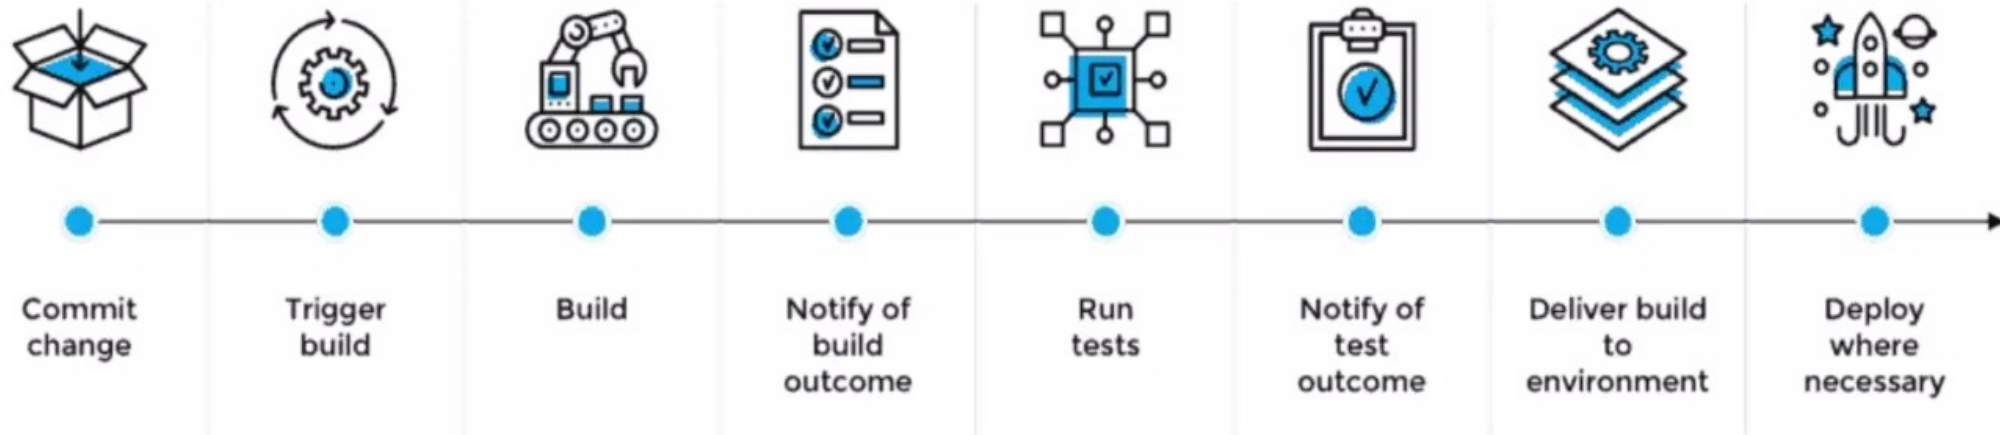 Commit
change
Trigger
build
Build
Notify of
build
outcome
Run
tests
Notify of
test
outcome
Deliver build
to
environment
Deploy
where
necessary